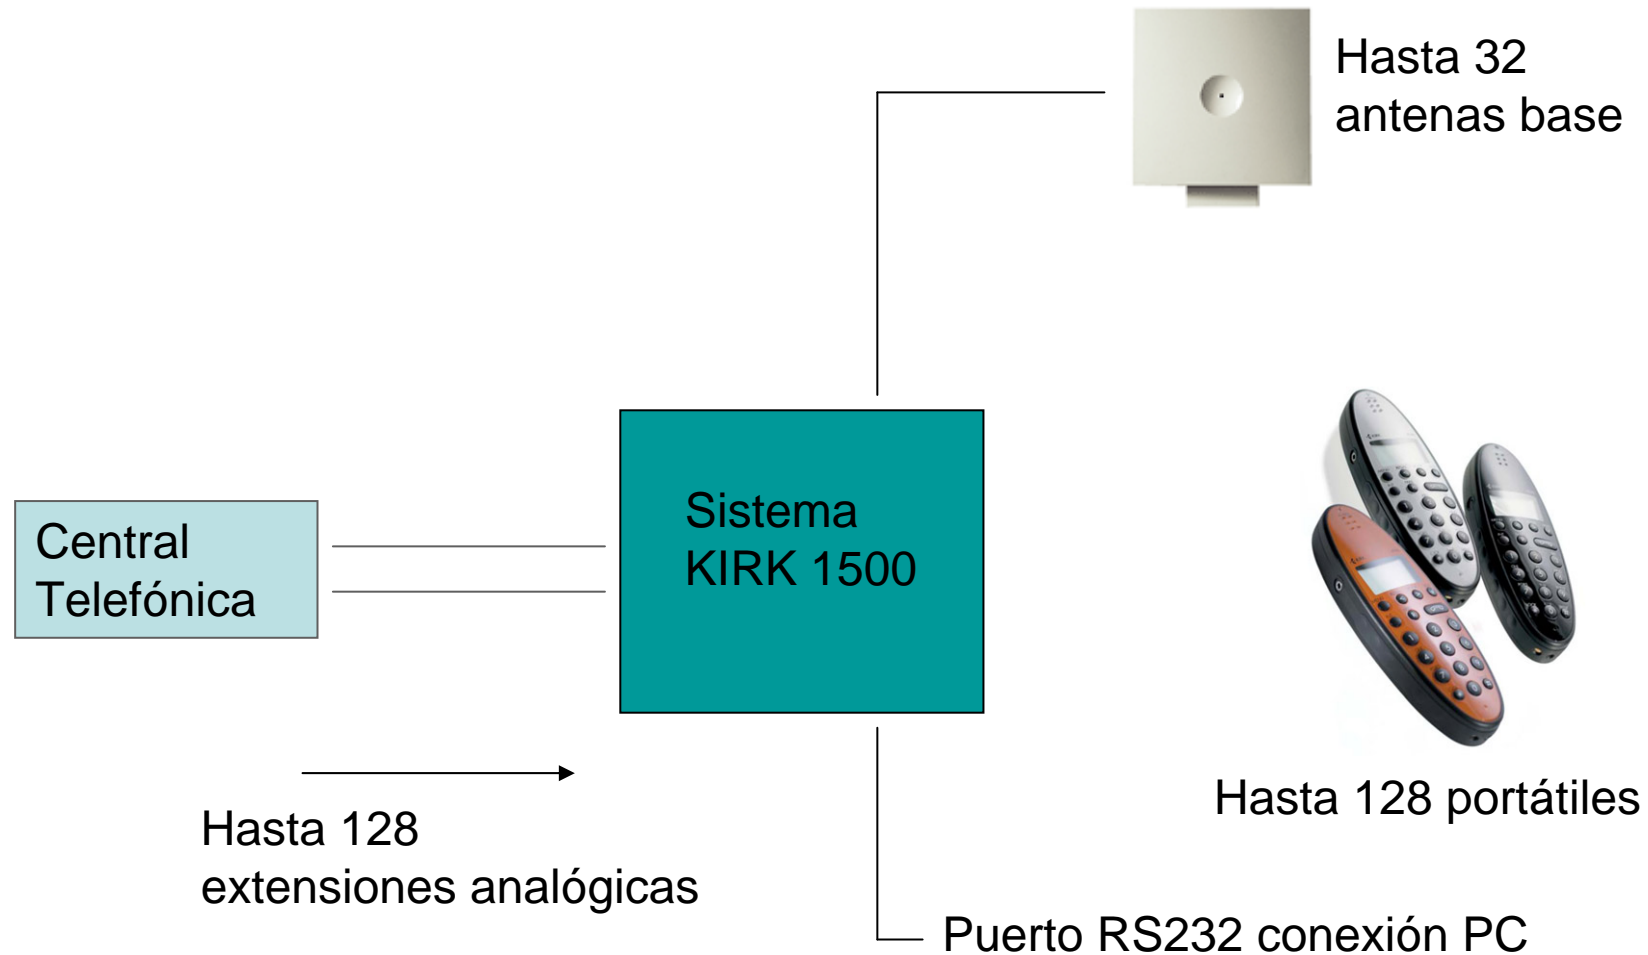 Hasta 32
antenas base
Sistema
KIRK 1500
Central
Telefónica
Hasta 128 portátiles
Hasta 128
extensiones analógicas
Puerto RS232 conexión PC